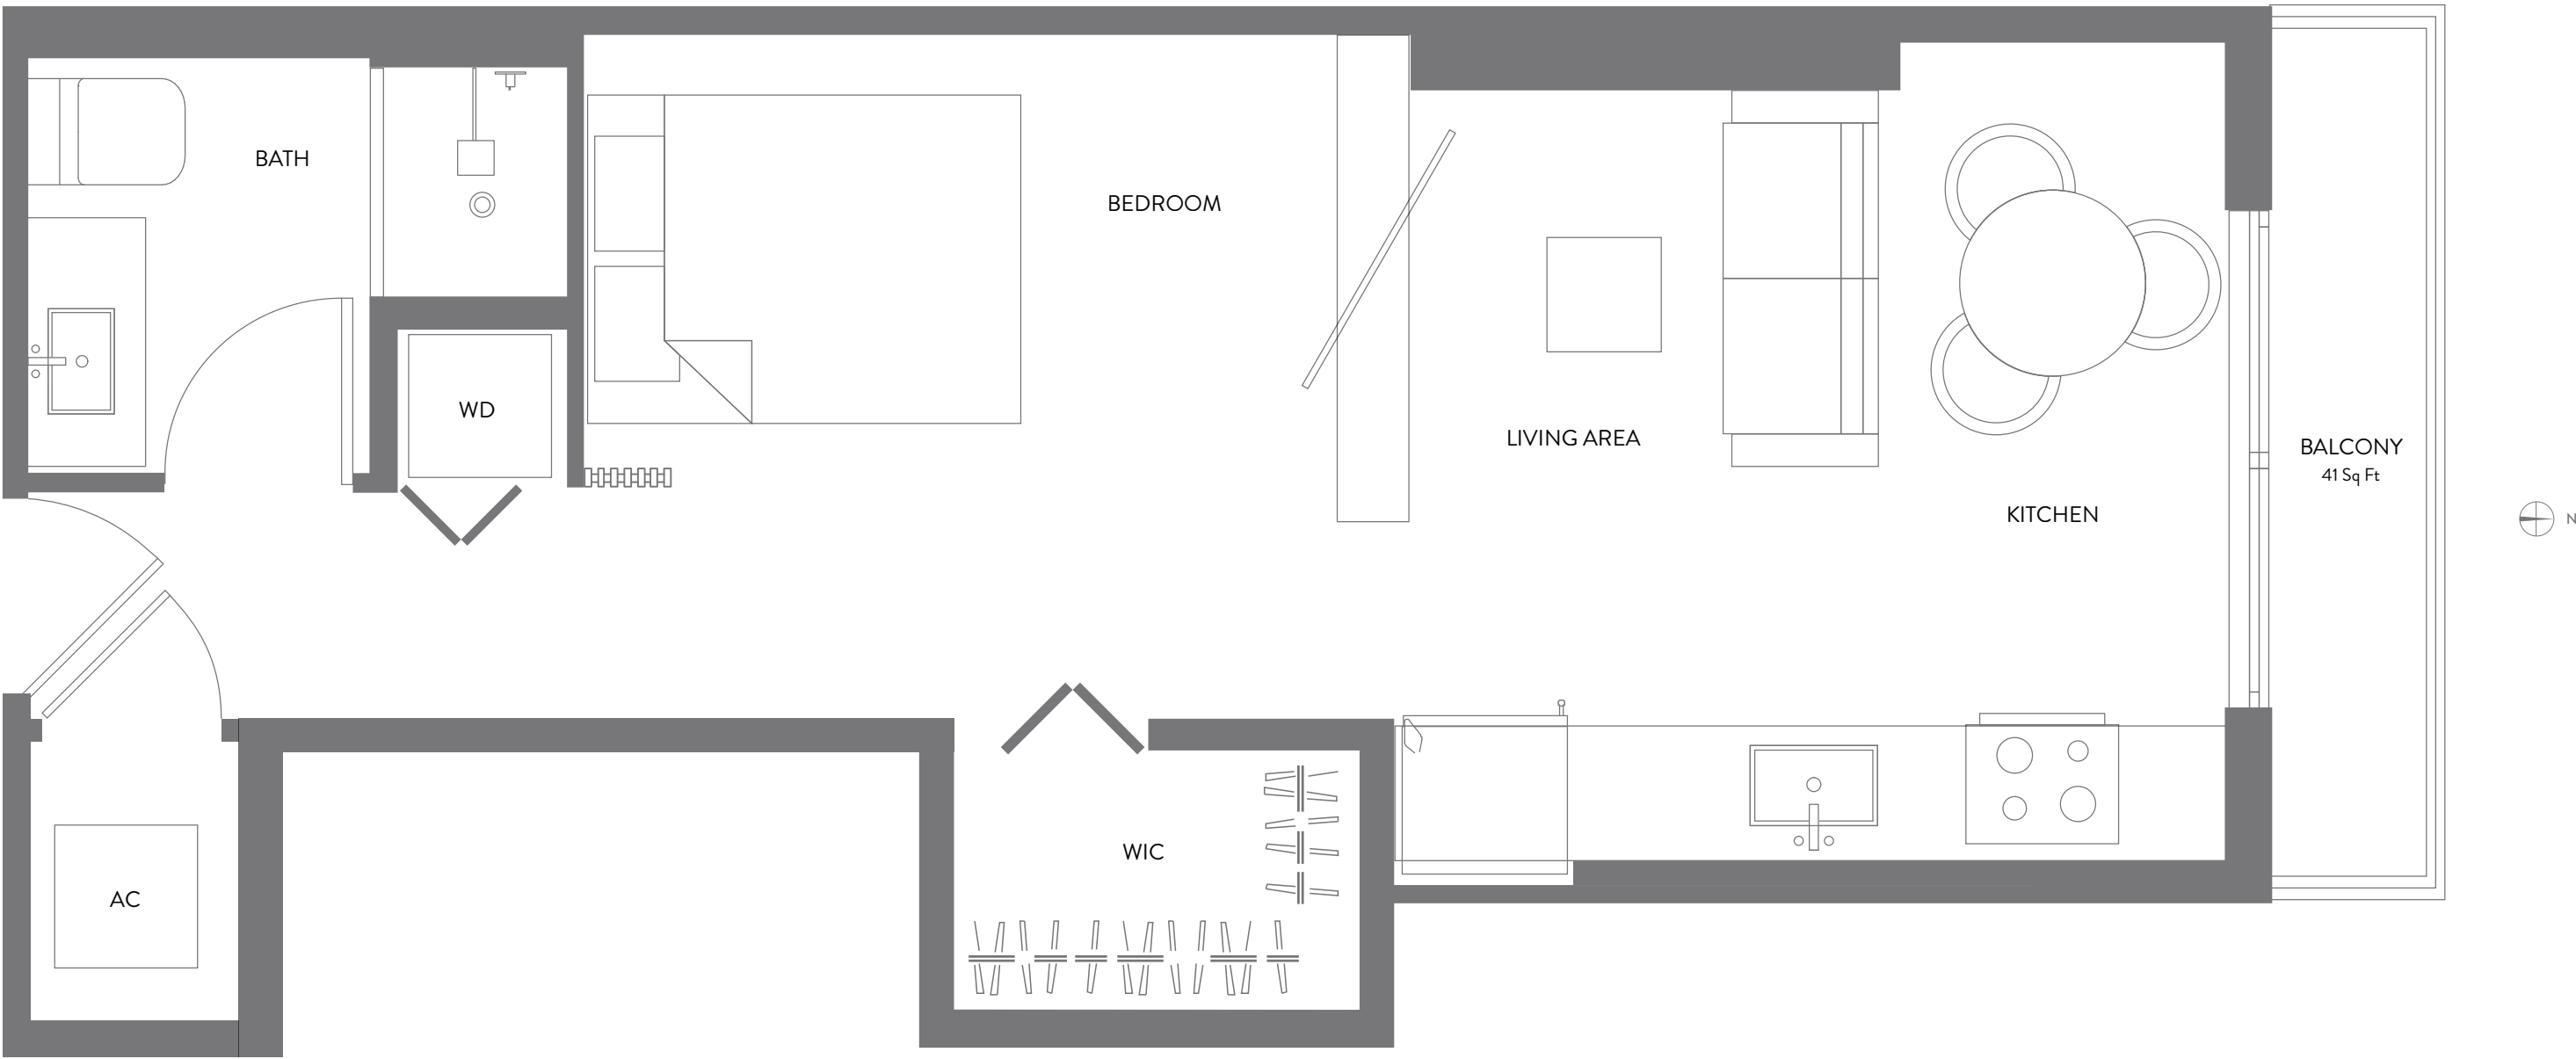 BATH
BEDROOM
WD
LIVING AREA
BALCONY
41 Sq Ft
KITCHEN
N
WIC
AC